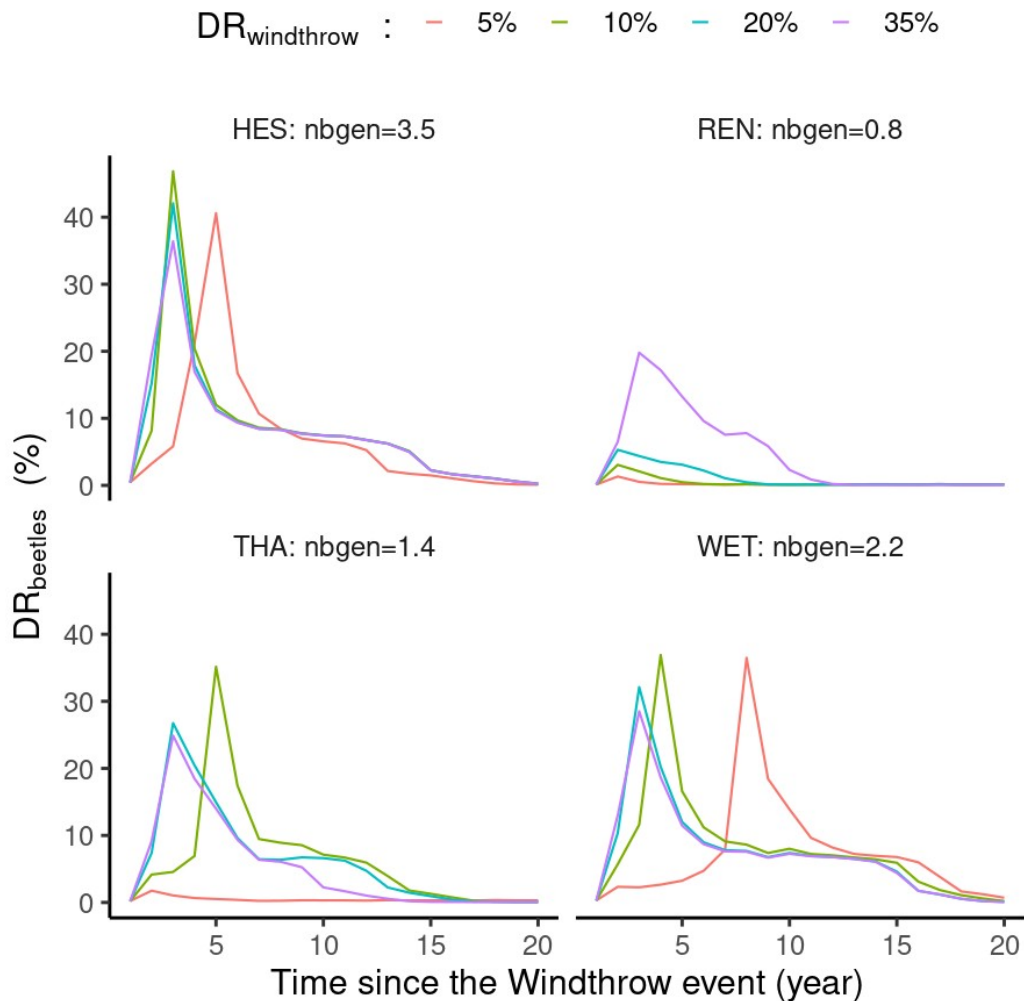 DRwindthrow : 5% 10% 20% 35%
HES: nbgen=3.5 REN: nbgen=0.8
40
30
20
10
0
THA: nbgen=1.4 WET: nbgen=2.2
40
30
20
10
0
DRbeetles (%)
5 10 15 20 5 10 15 20
Time since the Windthrow event (year)